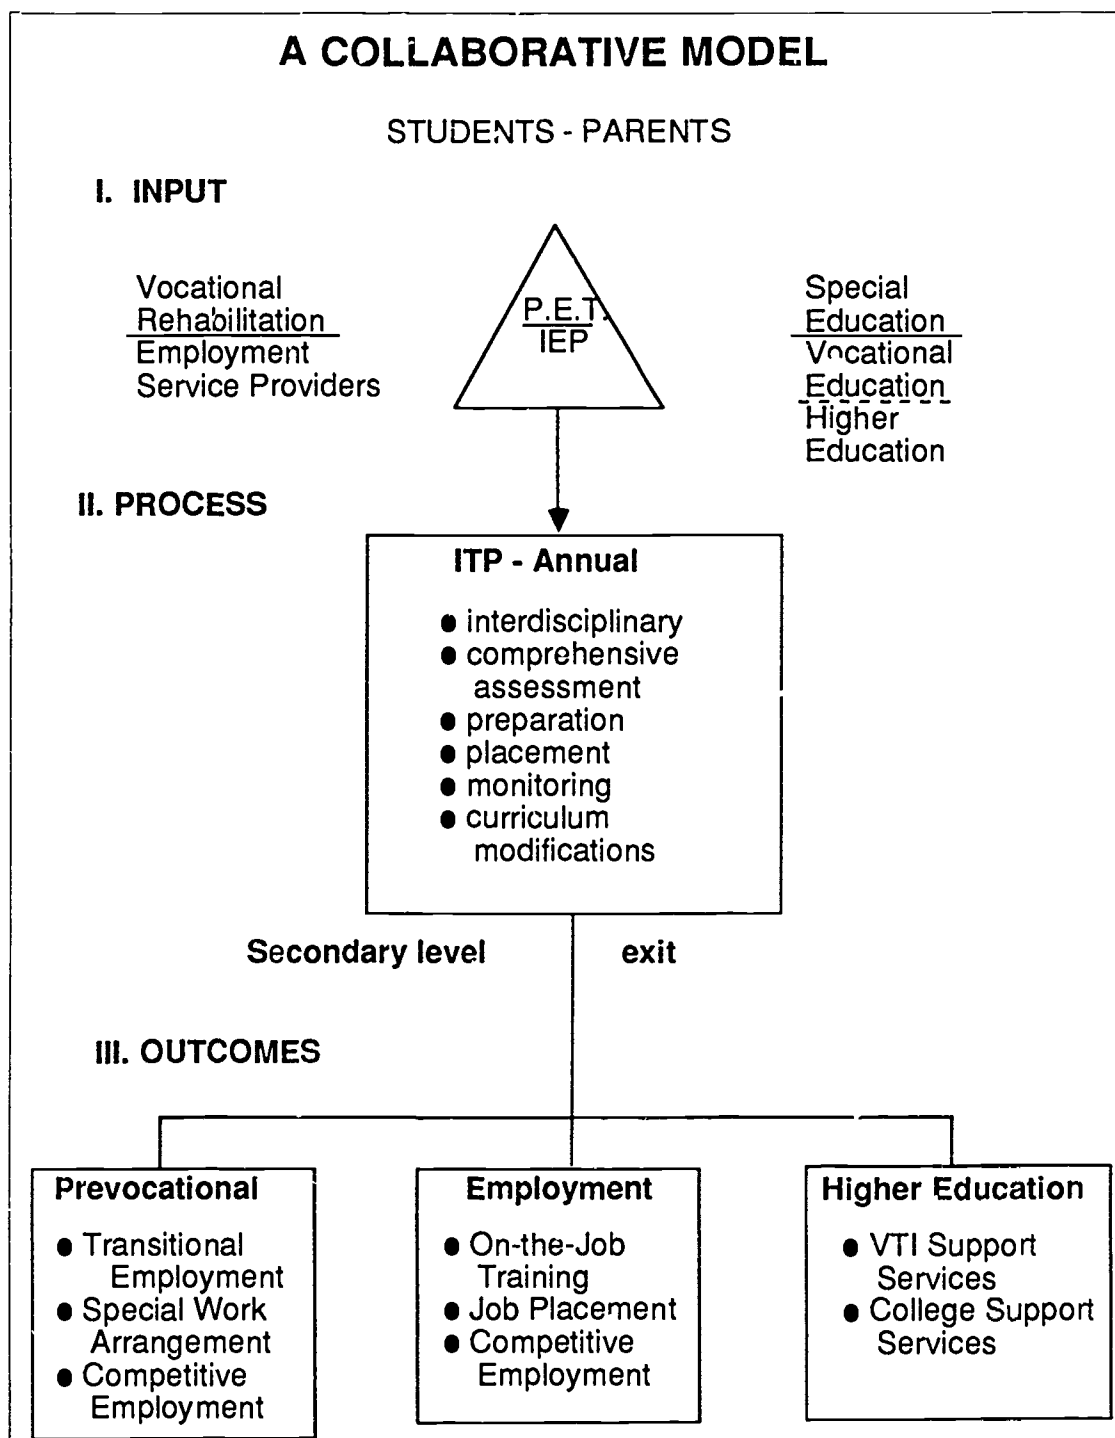 A COLLABORATIVE MODEL
STUDENTS - PARENTS
I. INPUT
Vocational
Rehabilitation
Employment
Service Providers
P.E.T.
IEP
Special
Education
Vocational
Education
Higher
Education
II. PROCESS
ITP - Annual
● interdisciplinary
● comprehensive
assessment
● preparation
● placement
● monitoring
● curriculum
modifications
Secondary level exit
III. OUTCOMES
Prevocational
● Transitional
Employment
● Special Work
Arrangement
● Competitive
Employment
Employment
● On-the-Job
Training
● Job Placement
● Competitive
Employment
Higher Education
● VTI Support
Services
● College Support
Services